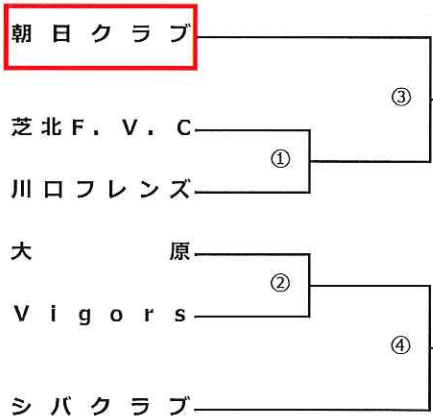 朝日クラブ
③
芝北F.V.C
①
川口フレンズ
大原
②
Vigors
④
シバクラブ